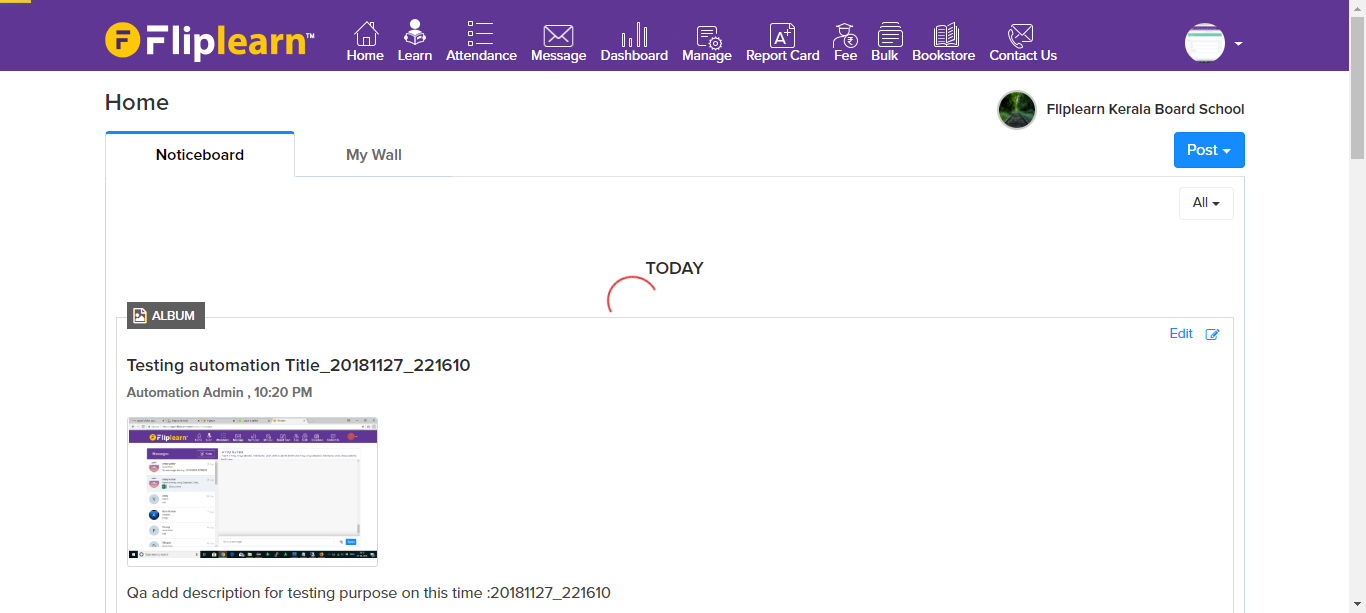 Fliplearn™
Home Learn Attendance Message Dashboard Manage Report Card Fee Bulk Bookstore Contact Us
Home
Fliplearn Kerala Board School
Noticeboard My Wall
Post
All
TODAY
ALBUM
Edit
Testing automation Title_20181127_221610
Automation Admin , 10:20 PM
Fliplearn
Qa add description for testing purpose on this time :20181127_221610